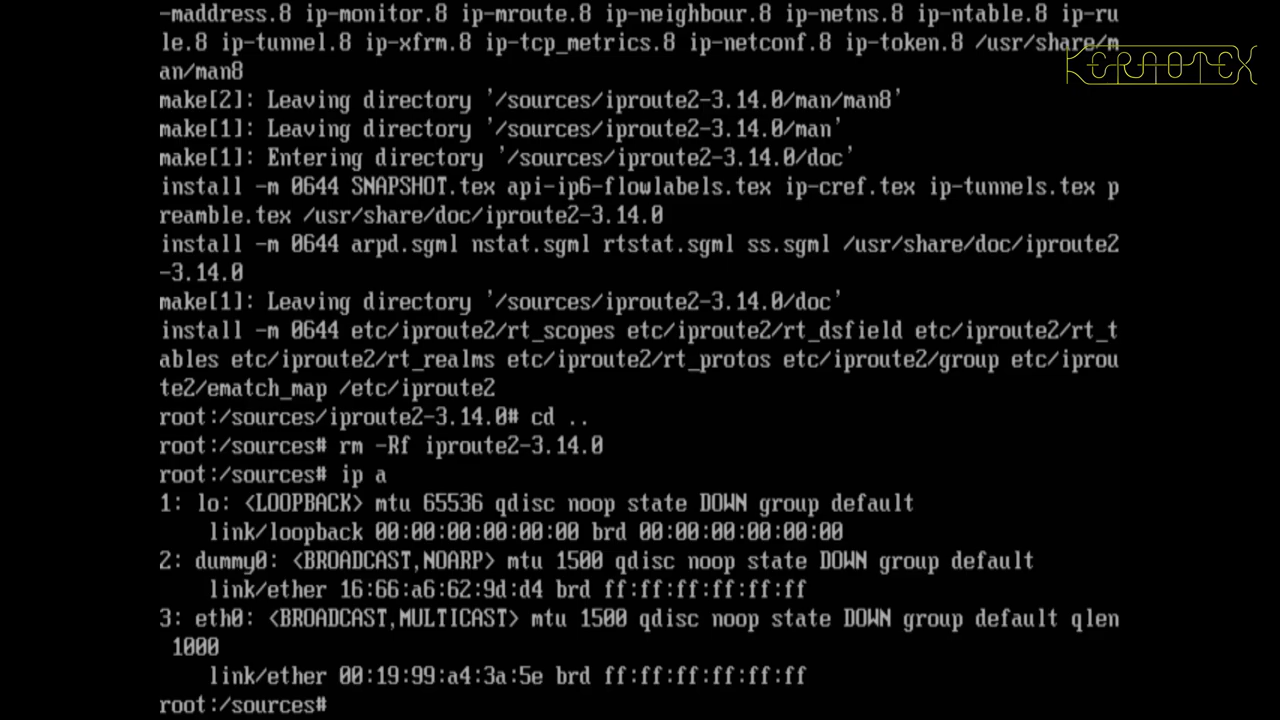 -maddress.8 ip-monitor.8 ip-mroute.8 ip-neighbour.8 ip-netns.8 ip-ntable.8 ip-ru
le.8 ip-tunnel.8 ip-xfrm.8 ip-tcp_metrics.8 ip-netconf.8 ip-token.8 /usr/share/m
an/man8
KERNOTEX
make[2]: Leaving directory '/sources/iproute2-3.14.0/man/man8'
make[1]: Leaving directory '/sources/iproute2-3.14.0/man'
make[1]: Entering directory '/sources/iproute2-3.14.0/doc'
install -m 0644 SNAPSHOT.tex api-ip6-flowlabels.tex ip-cref.tex ip-tunnels.tex p
reamble.tex /usr/share/doc/iproute2-3.14.0
install -m 0644 arpd.sgml nstat.sgml rtstat.sgml ss.sgml /usr/share/doc/iproute2
-3.14.0
make[1]: Leaving directory '/sources/iproute2-3.14.0/doc'
install -m 0644 etc/iproute2/rt_scopes etc/iproute2/rt_dsfield etc/iproute2/rt_t
ables etc/iproute2/rt_realms etc/iproute2/rt_protos etc/iproute2/group etc/iprou
te2/ematch_map /etc/iproute2
root:/sources/iproute2-3.14.0# cd ..
root:/sources# rm -Rf iproute2-3.14.0
root:/sources# ip a
1: lo: <LOOPBACK> mtu 65536 qdisc noop state DOWN group default
    link/loopback 00:00:00:00:00:00 brd 00:00:00:00:00:00
2: dummy0: <BROADCAST,NOARP> mtu 1500 qdisc noop state DOWN group default
    link/ether 16:66:a6:62:9d:d4 brd ff:ff:ff:ff:ff:ff
3: eth0: <BROADCAST,MULTICAST> mtu 1500 qdisc noop state DOWN group default qlen
 1000
    link/ether 00:19:99:a4:3a:5e brd ff:ff:ff:ff:ff:ff
root:/sources#